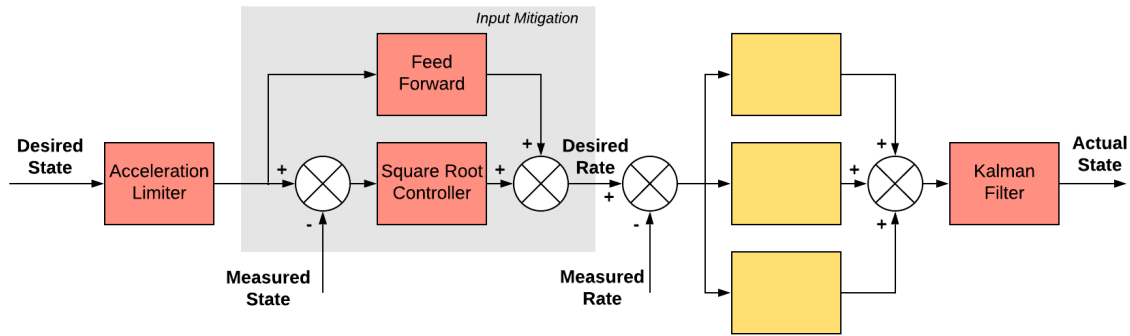 Input Mitigation
Feed
Forward
Desired
State
Acceleration
Limiter
+
Square Root
Controller
+
+
Desired
Rate
+
+
+
+
Kalman
Filter
Actual
State
-
-
Measured
State
Measured
Rate